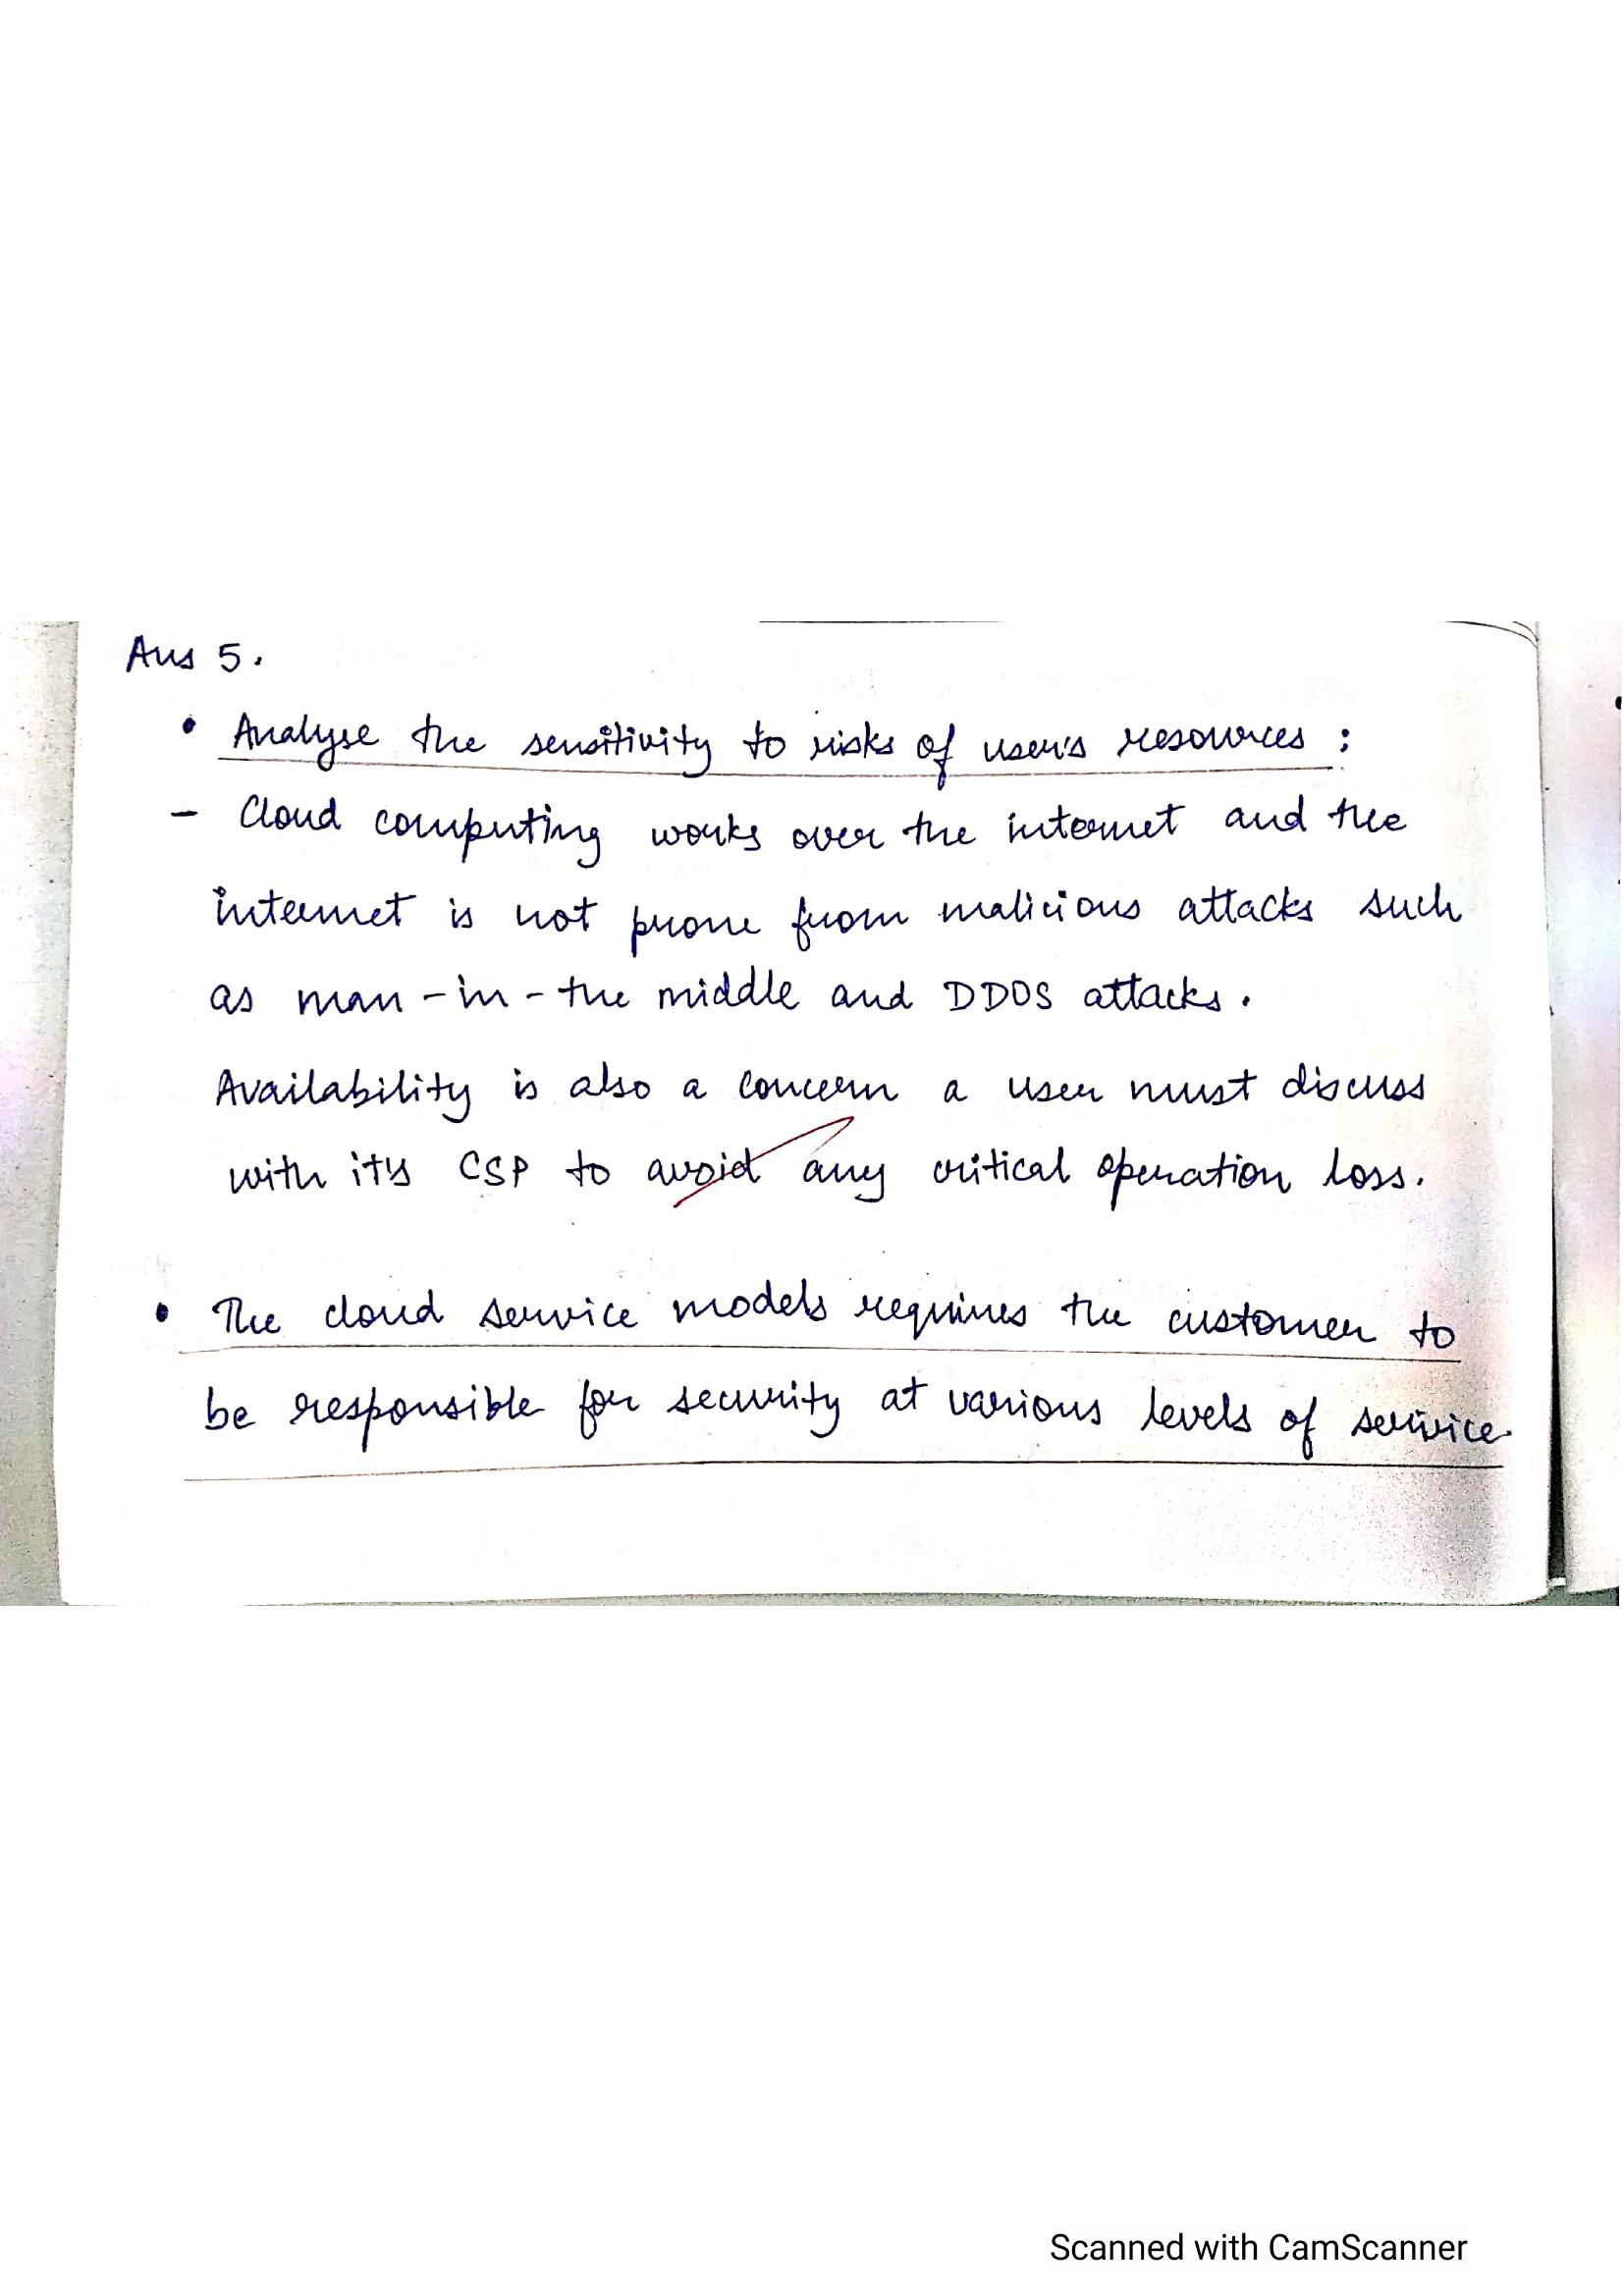 Ans 5.
• Analyse the sensitivity to risks of user's resources :
– Cloud computing works over the internet and the
internet is not prone from malicious attacks such
as man-in-the middle and DDOS attacks.
Availability is also a concern a user must discuss
with it's CSP to avoid any critical operation loss.
• The cloud service models requires the customer to
be responsible for security at various levels of service.
Scanned with CamScanner